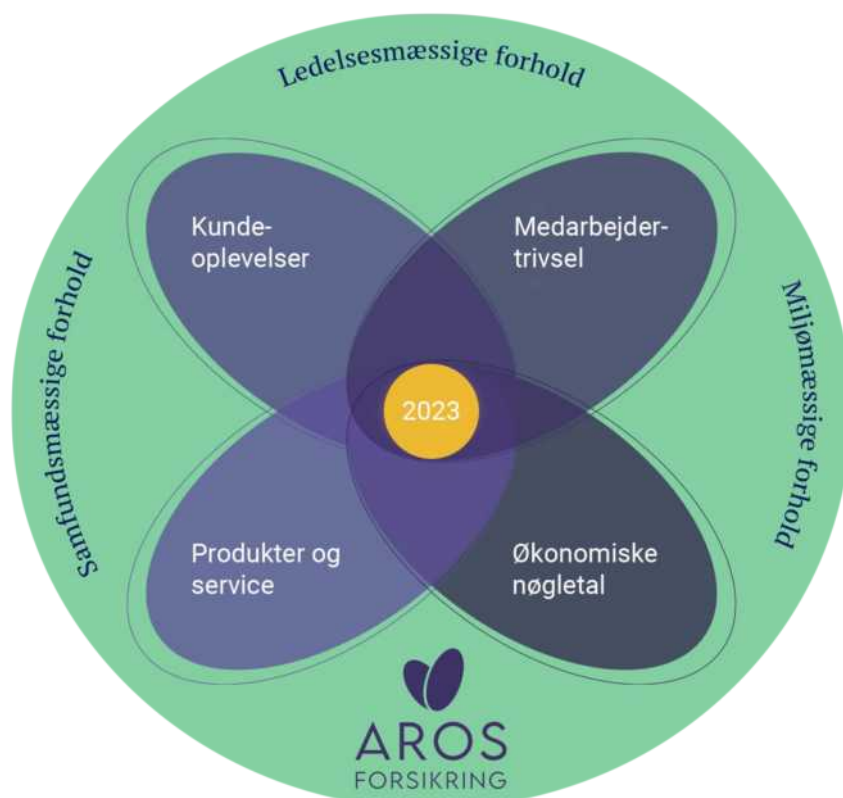 Ledelsesmæssige forhold
Samfundsmæssige forhold
Miljømæssige forhold
Kunde-
oplevelser
Medarbejder-
trivsel
2023
Produkter og
service
Økonomiske
nøgletal
AROS
FORSIKRING